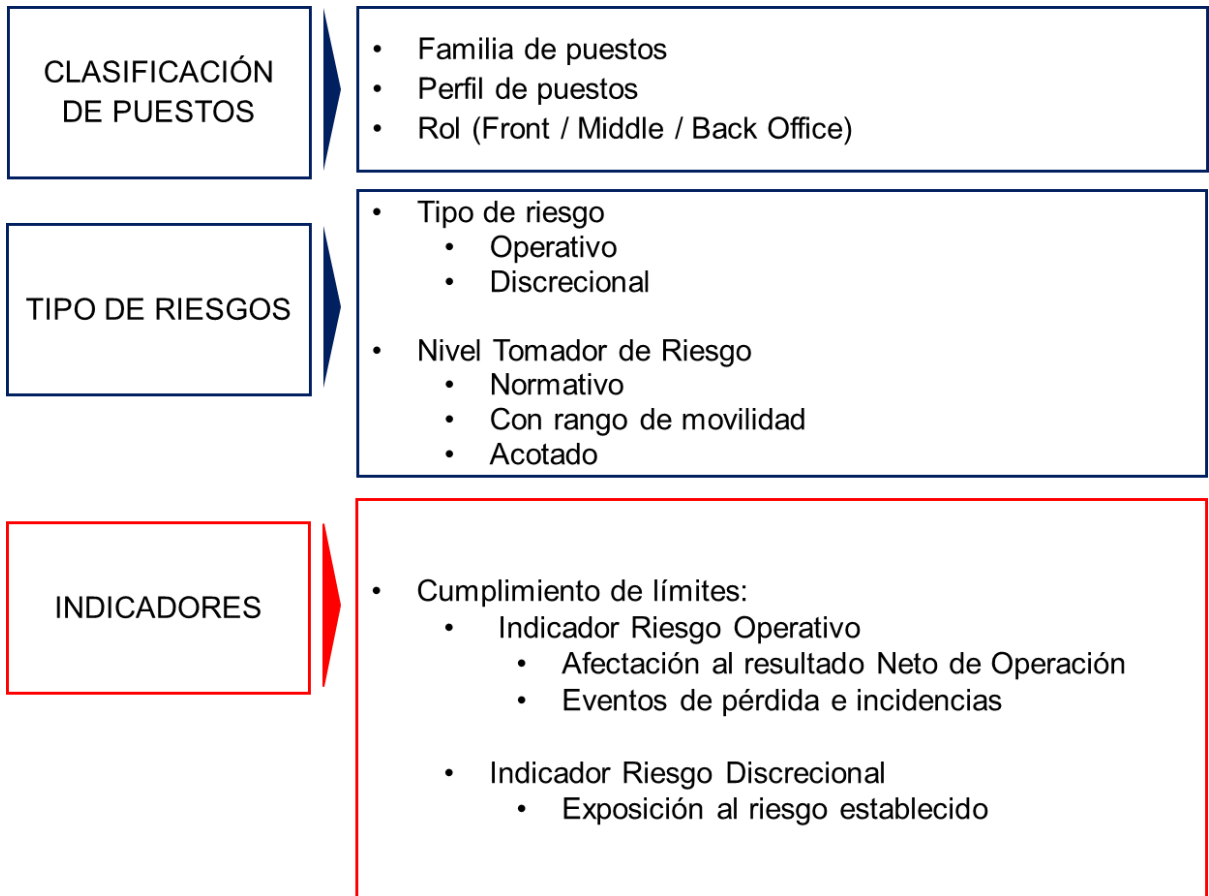 CLASIFICACIÓN
DE PUESTOS
• Familia de puestos
• Perfil de puestos
• Rol (Front / Middle / Back Office)
TIPO DE RIESGOS
• Tipo de riesgo
• Operativo
• Discrecional
• Nivel Tomador de Riesgo
• Normativo
• Con rango de movilidad
• Acotado
INDICADORES
• Cumplimiento de límites:
• Indicador Riesgo Operativo
• Afectación al resultado Neto de Operación
• Eventos de pérdida e incidencias
• Indicador Riesgo Discrecional
• Exposición al riesgo establecido